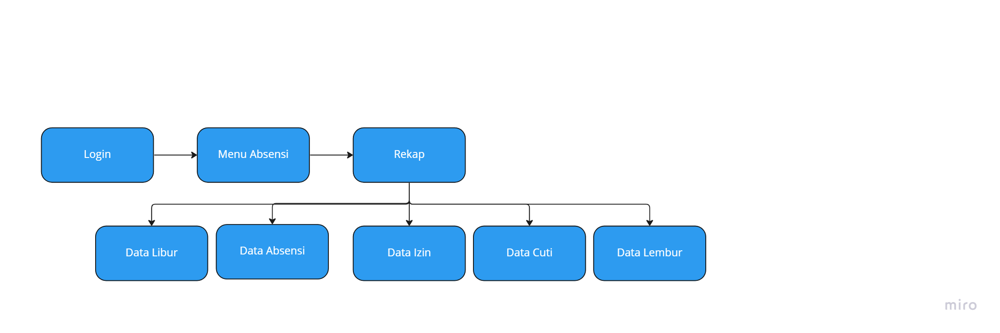 Login
Menu Absensi
Rekap
Data Libur
Data Absensi
Data Izin
Data Cuti
Data Lembur
miro